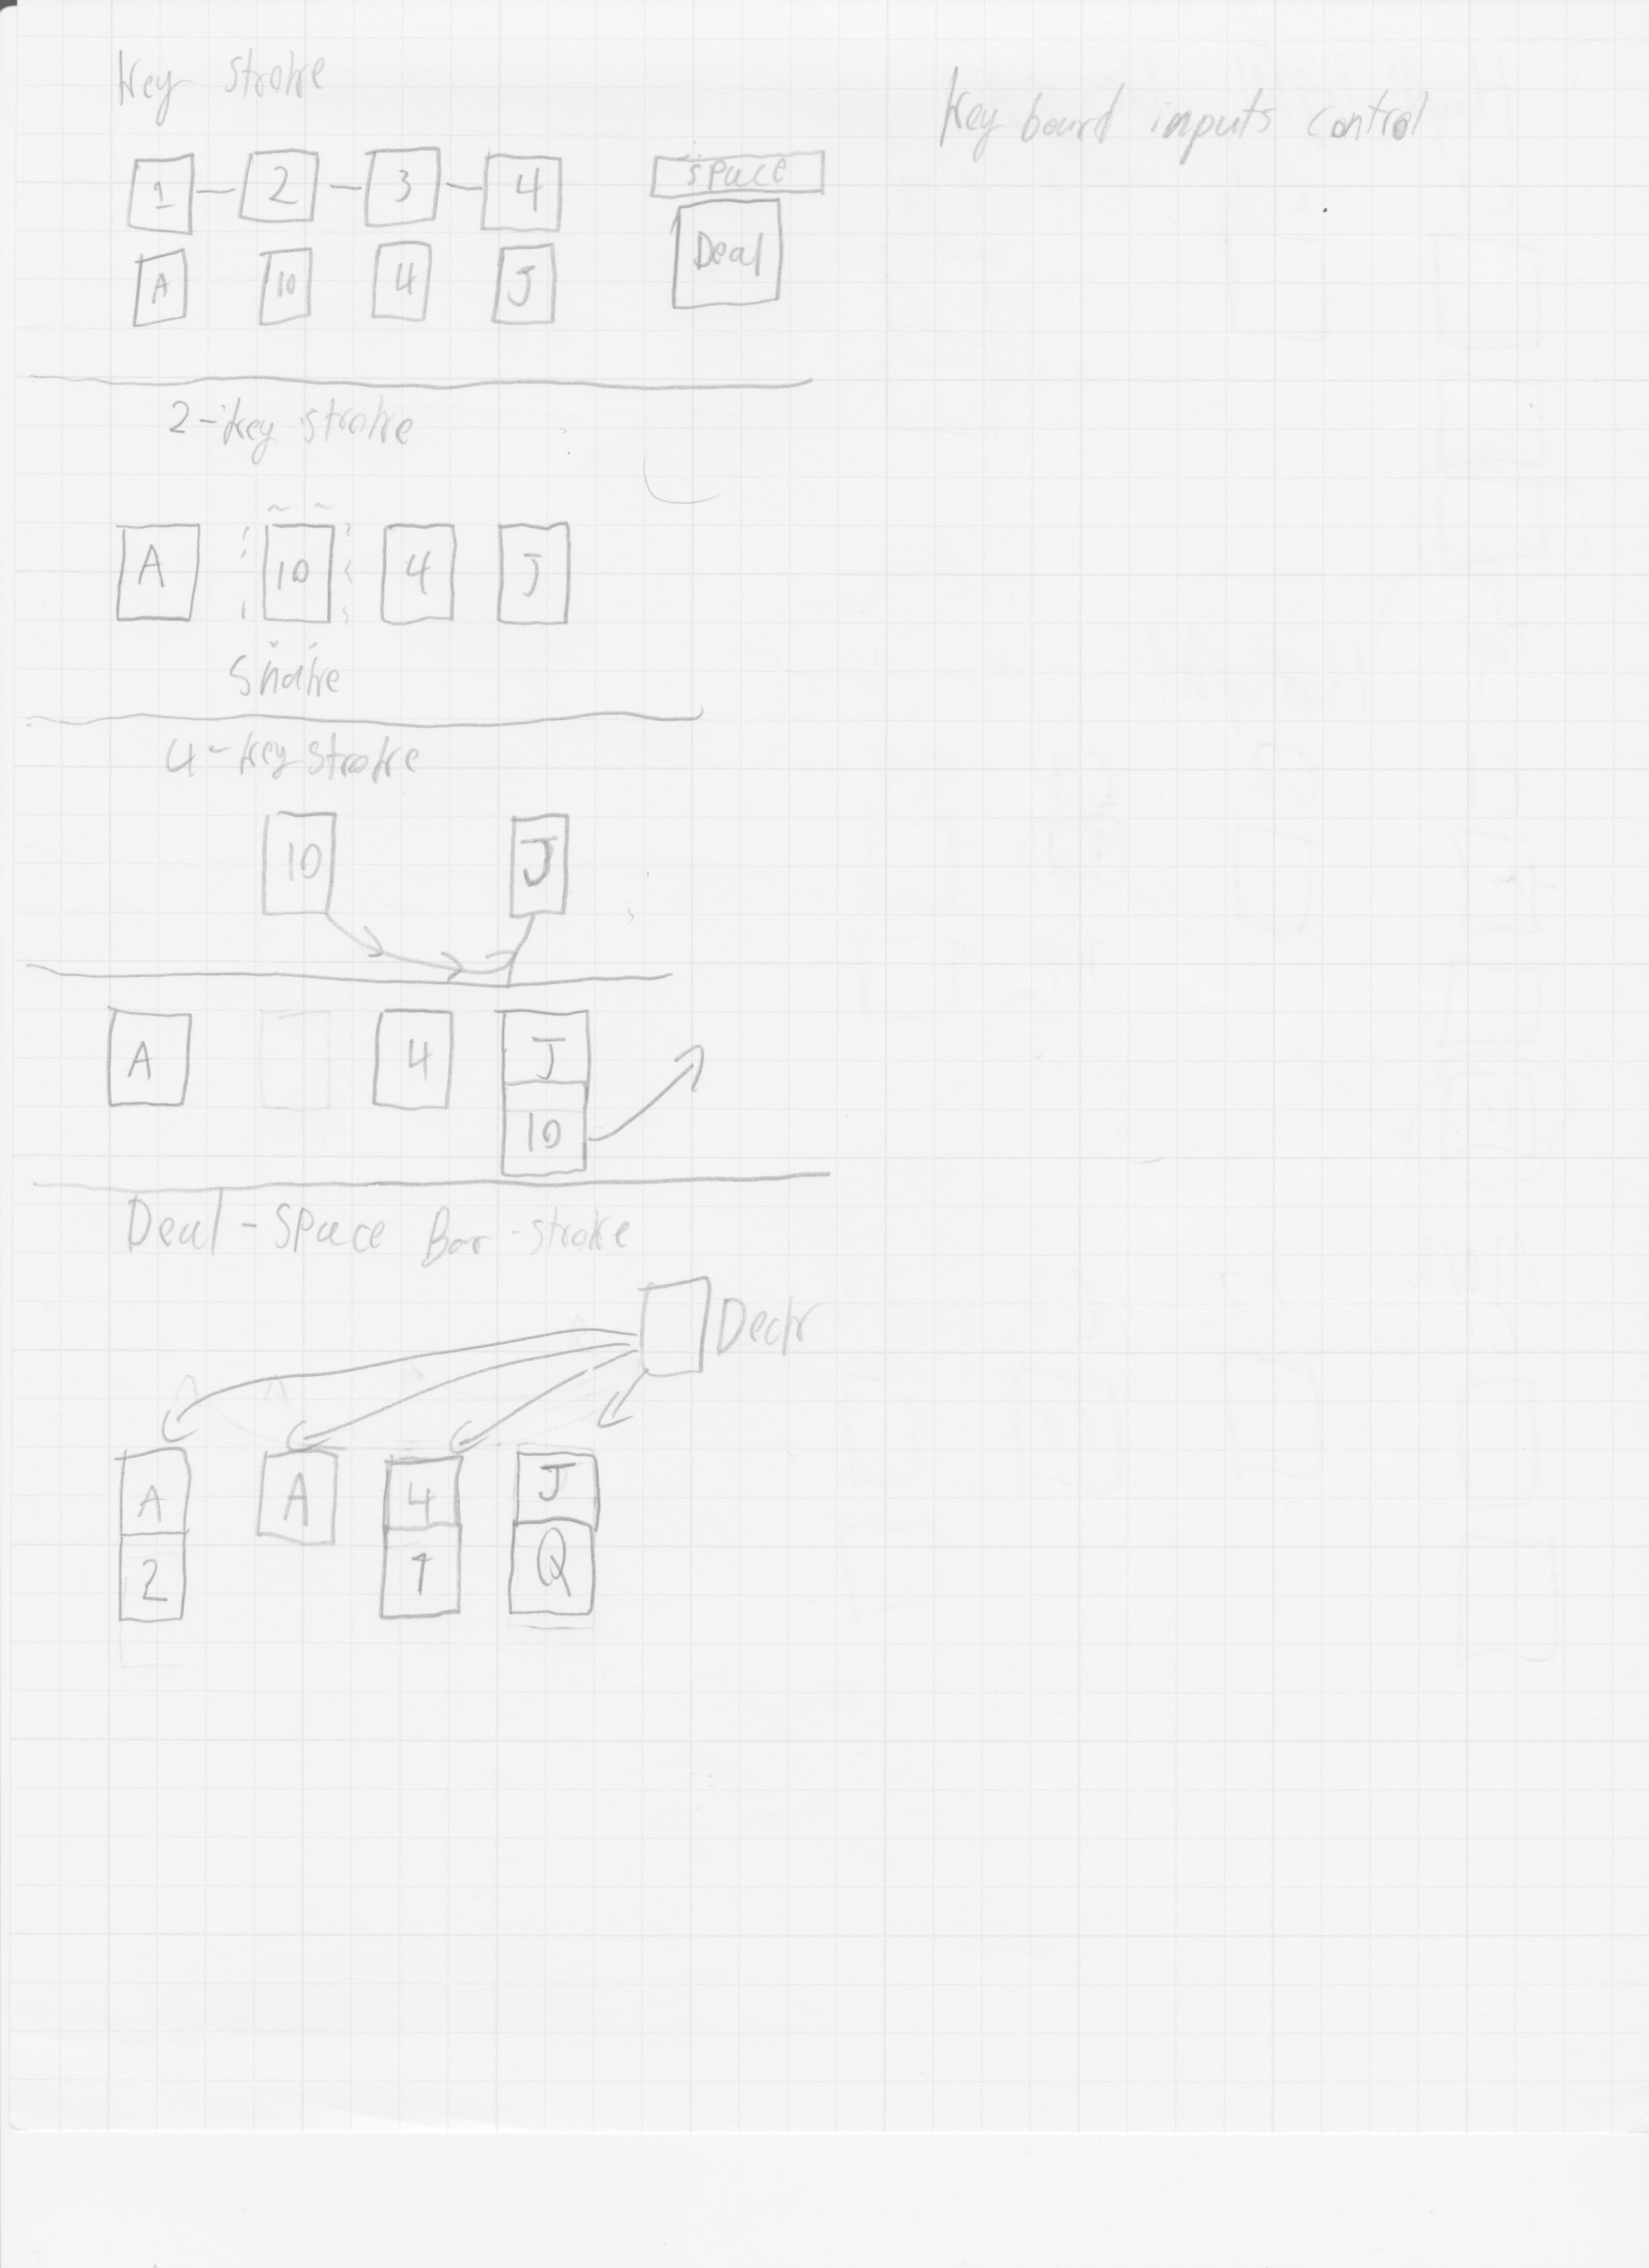 Key stroke
Key board inputs control
1 - 2 - 3 - 4
space
A 10 4 J
Deal
2-key stroke
A 10 4 J
Shake
4-key stroke
10 J
A 4 J
10
Deal - Space Bar - stroke
Deck
A A 4 J
2 Q